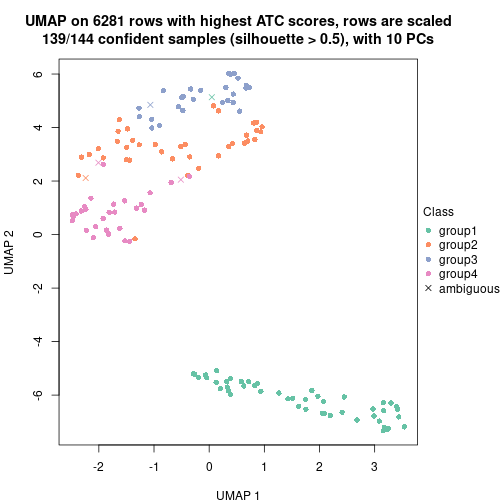 UMAP on 6281 rows with highest ATC scores, rows are scaled
139/144 confident samples (silhouette > 0.5), with 10 PCs
6
4
2
0
-2
-4
-6
UMAP 2
-2
-1
0
1
2
3
UMAP 1
Class
group1
group2
group3
group4
ambiguous